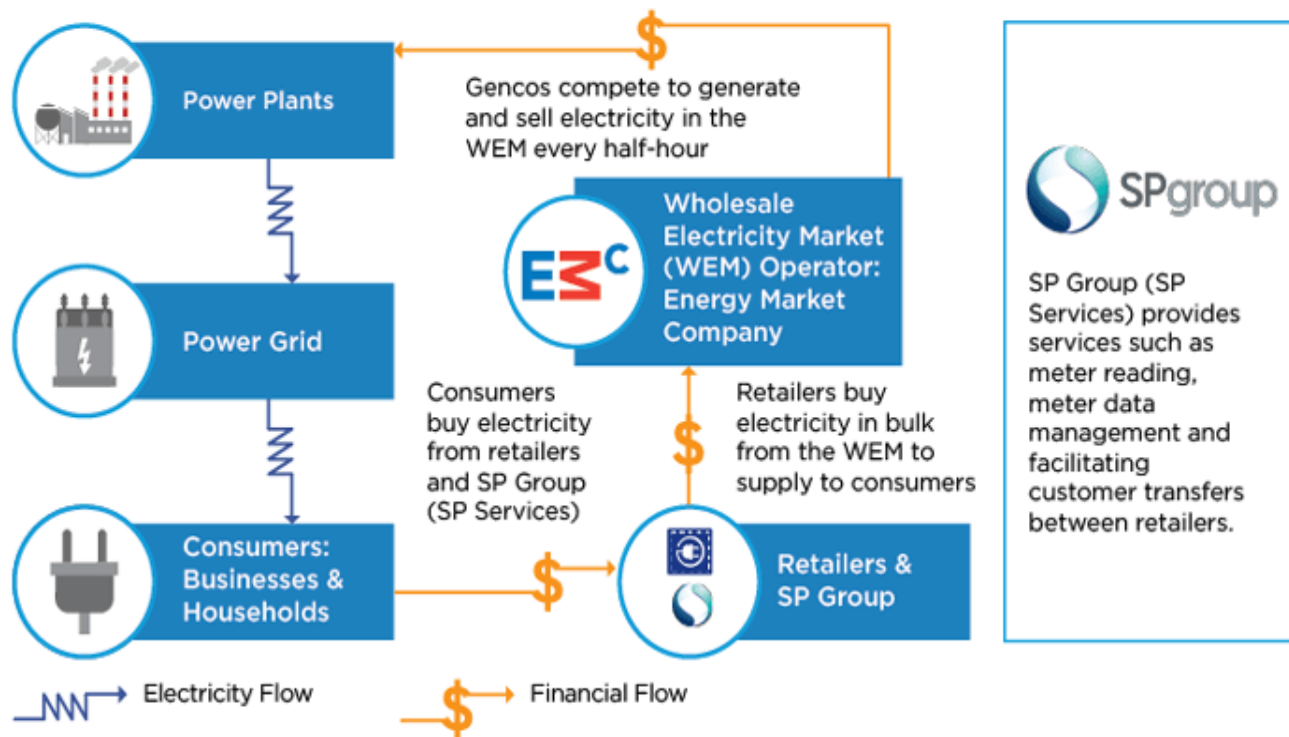 Power Plants
$
Gencos compete to generate
and sell electricity in the
WEM every half-hour
EMC
Wholesale
Electricity Market
(WEM) Operator:
Energy Market
Company
Power Grid
Consumers
buy electricity
from retailers
and SP Group
(SP Services)
$
Retailers buy
electricity in bulk
from the WEM to
supply to consumers
Consumers:
Businesses &
Households
$
Retailers &
SP Group
Electricity Flow
$
Financial Flow
SPgroup
SP Group (SP
Services) provides
services such as
meter reading,
meter data
management and
facilitating
customer transfers
between retailers.